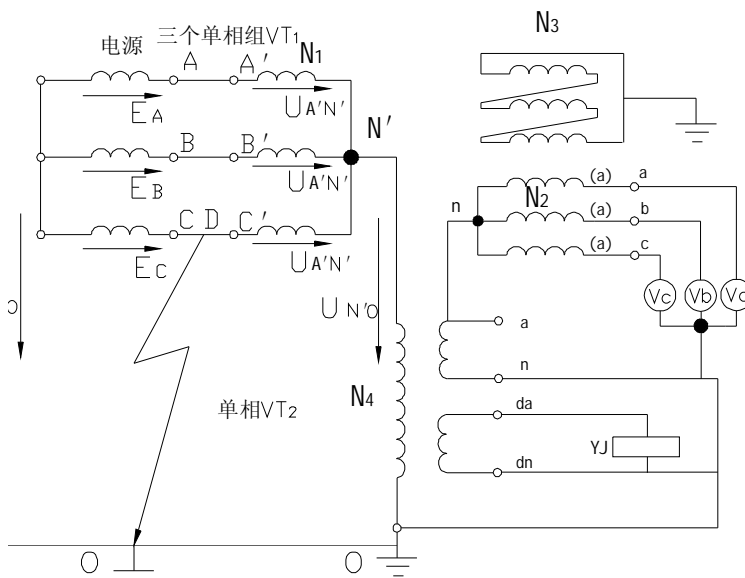 电源 三个单相组VT1
N1
N3
A A'
EA UA'N'
N'
B B'
EB UA'N'
C D C'
EC UA'N'
UN'O
n N2
(a) a
(a) b
(a) c
Vc Vb
a
n
N4
单相VT2
da
YJ
dn
O O